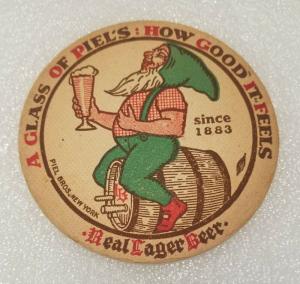 A GLASS OF PIEL'S: HOW GOOD IT FEELS
since
1883
PIEL BROS. NEW YORK
·Real Lager Beer·